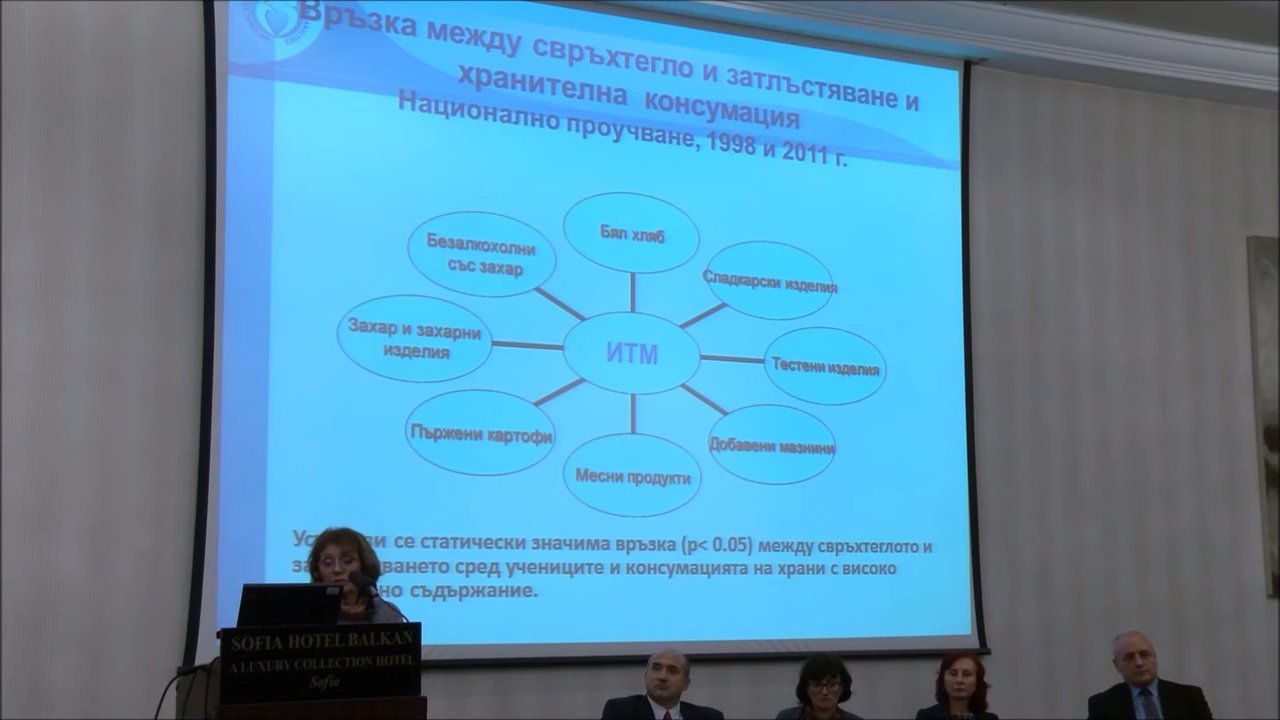 Връзка между свръхтегло и затлъстяване и
хранителна консумация
Национално проучване, 1998 и 2011 г.
Бял хляб
Безалкохолни
със захар
Сладкарски изделия
Захар и захарни
изделия
ИТМ
Тестени изделия
Пържени картофи
Добавени мазнини
Месни продукти
се статически значима връзка (p< 0.05) между свръхтеглото и
сред учениците и консумацията на храни с високо
съдържание.
SOFIA HOTEL BALKAN
A LUXURY COLLECTION HOTEL
Sofia